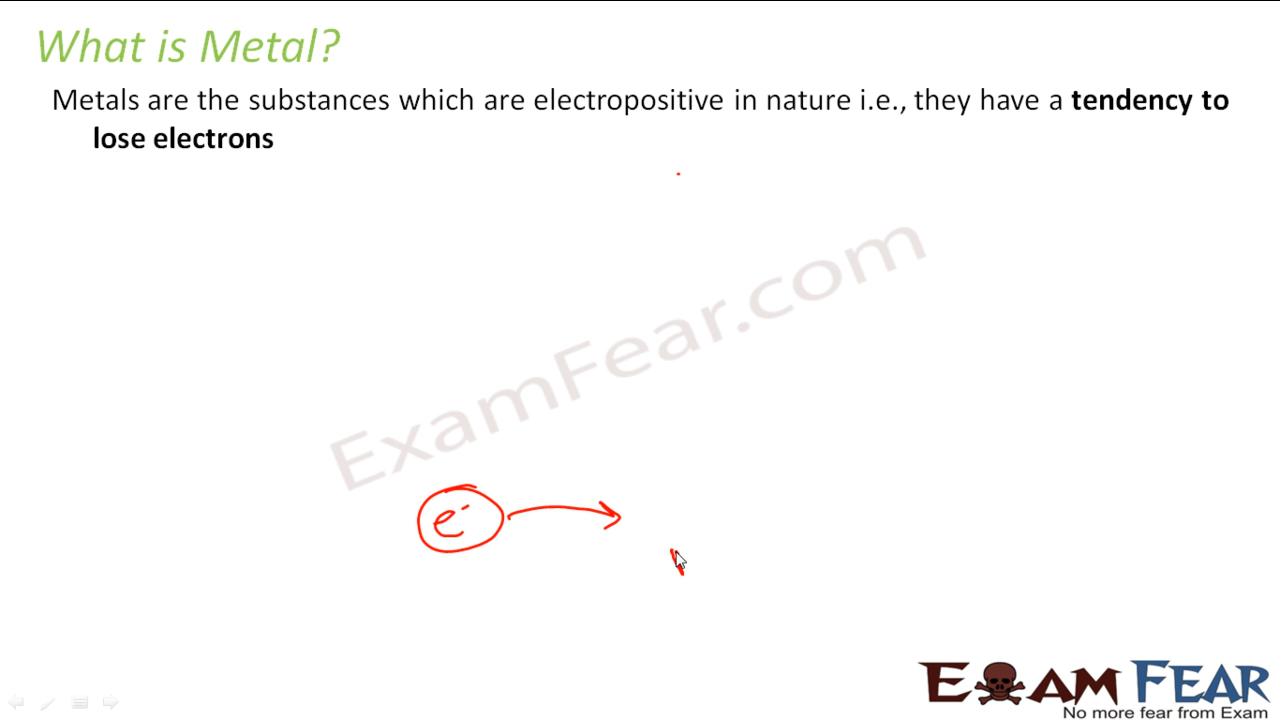 What is Metal?
Metals are the substances which are electropositive in nature i.e., they have a tendency to
lose electrons
ExamFear.com
e-
EXAM FEAR
No more fear from Exam